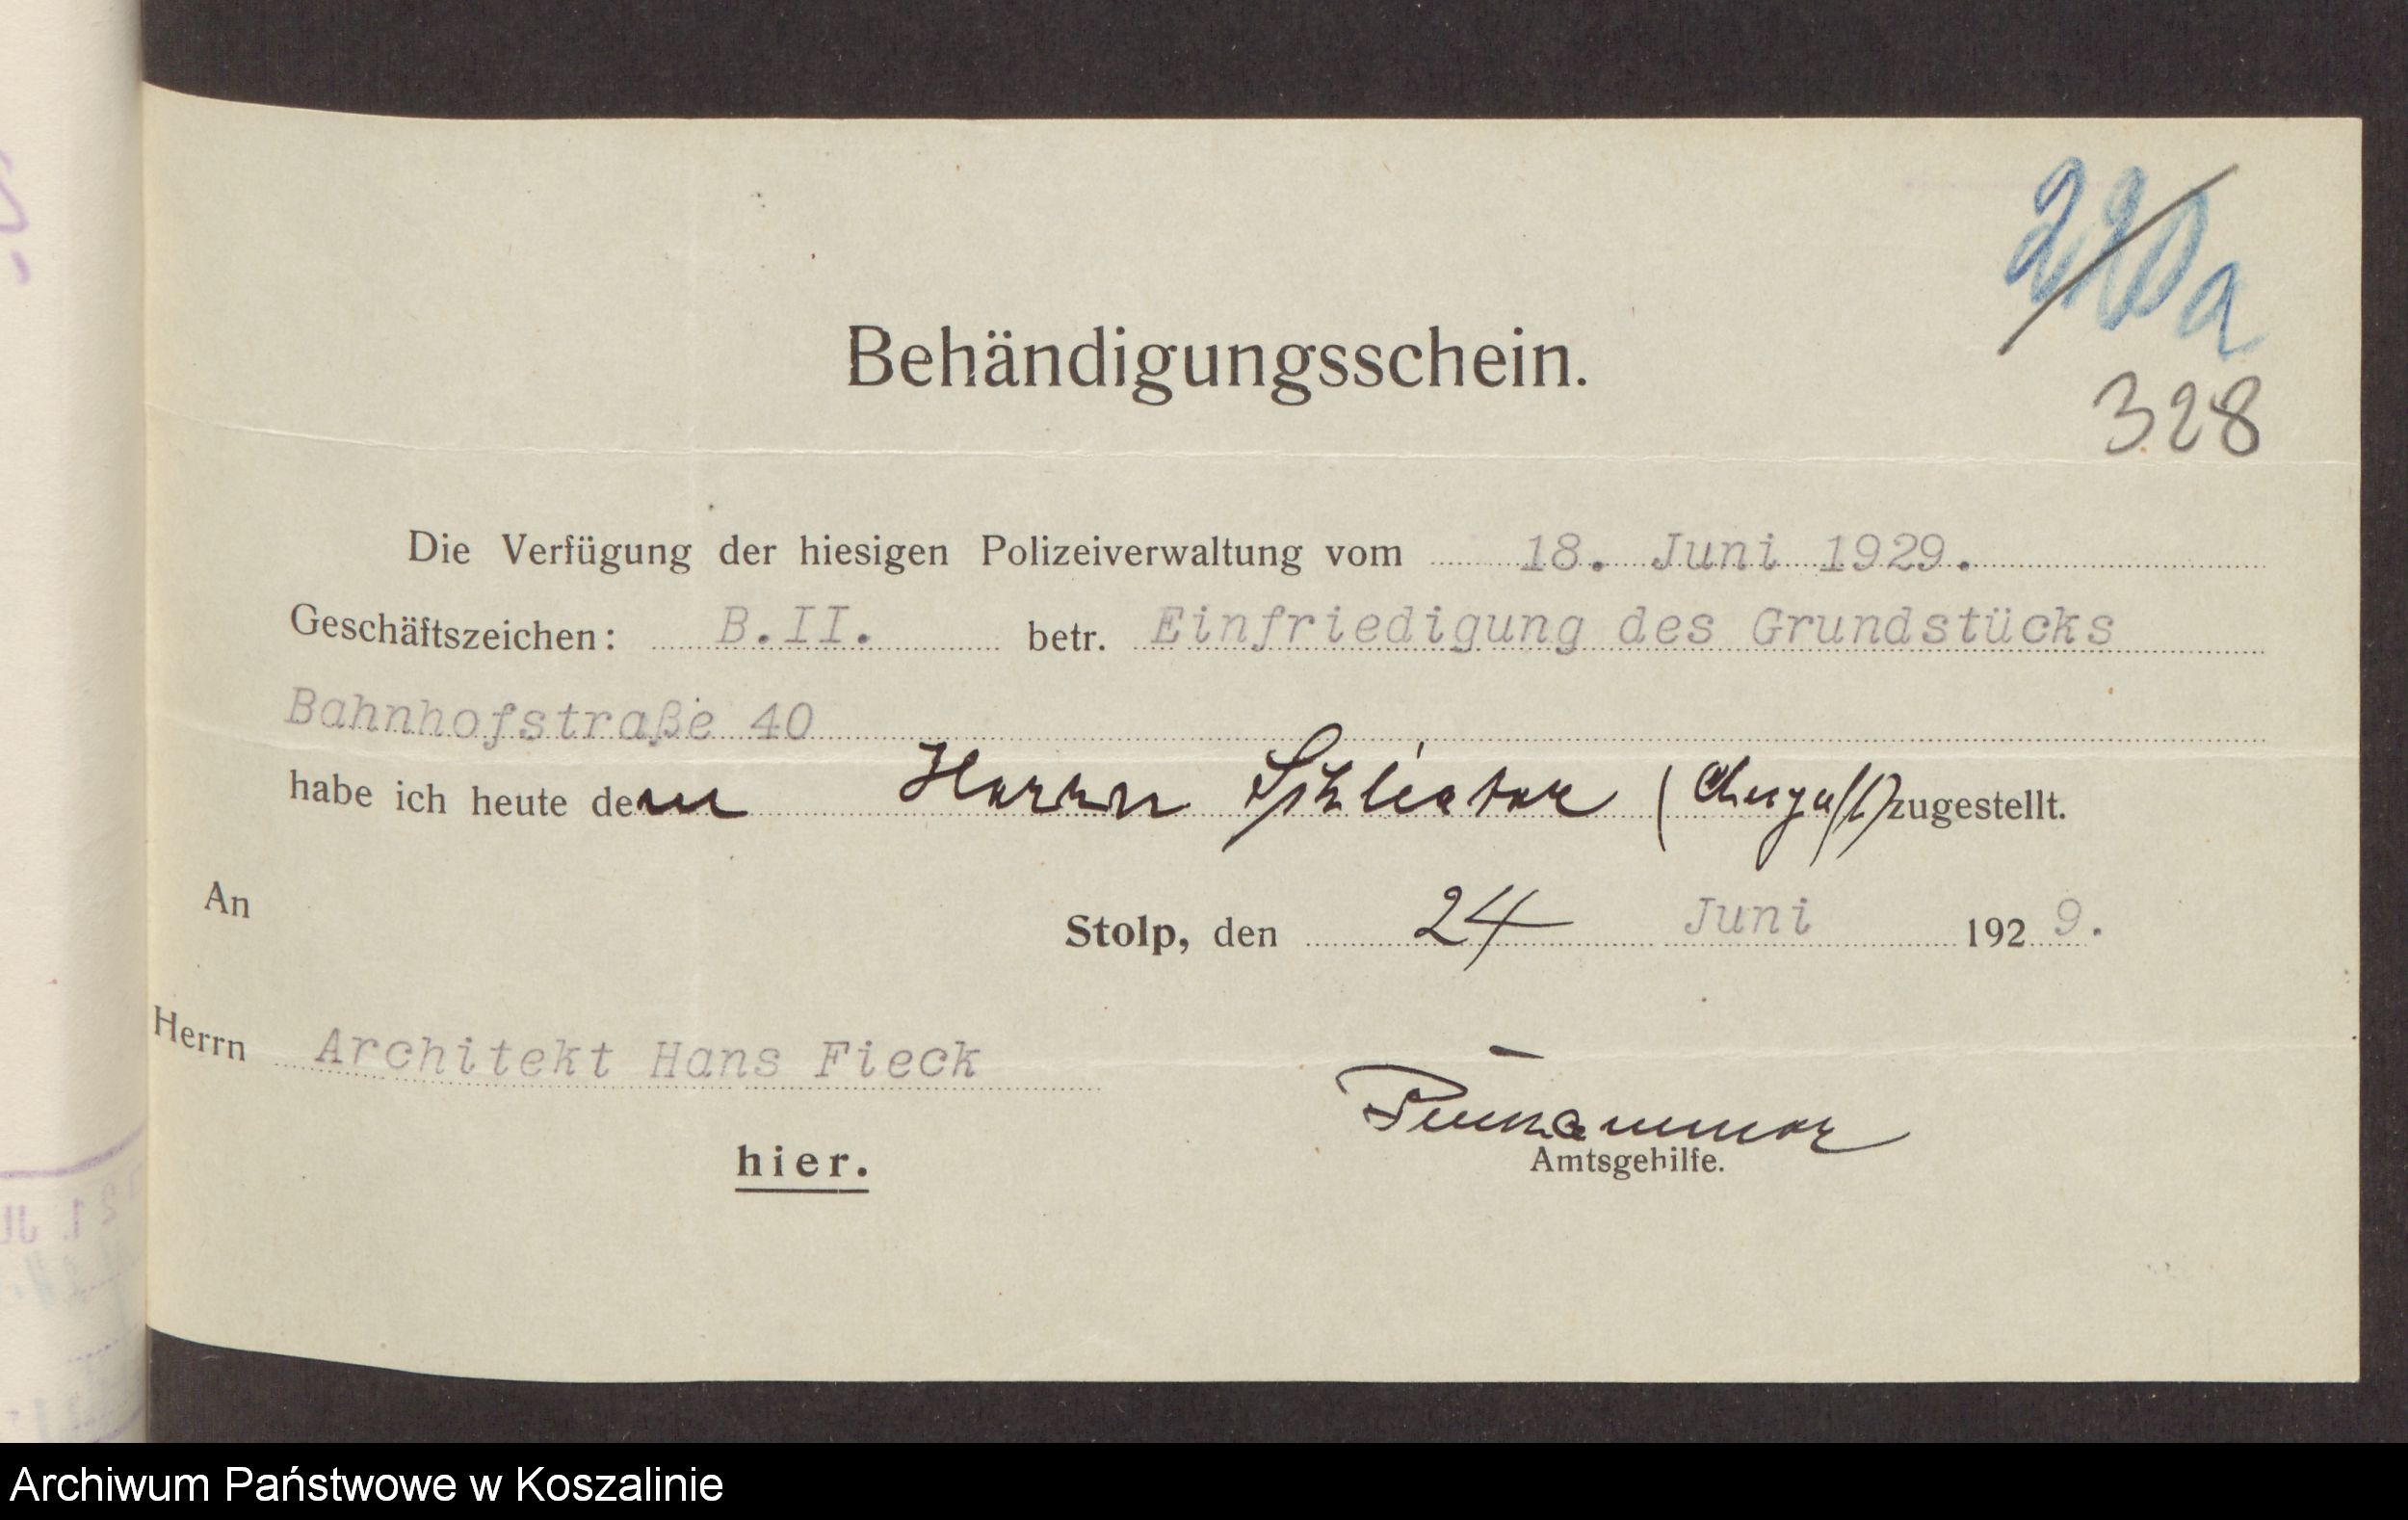 220a
328
Behändigungsschein.
Die Verfügung der hiesigen Polizeiverwaltung vom 18. Juni 1929.
Geschäftszeichen: B.II. betr. Einfriedigung des Grundstücks
Bahnhofstraße 40
habe ich heute dem Herrn zugestellt.
An
Stolp, den 24 Juni 1929.
Herrn Architekt Hans Fieck
Amtsgehilfe.
hier.
Archiwum Państwowe w Koszalinie